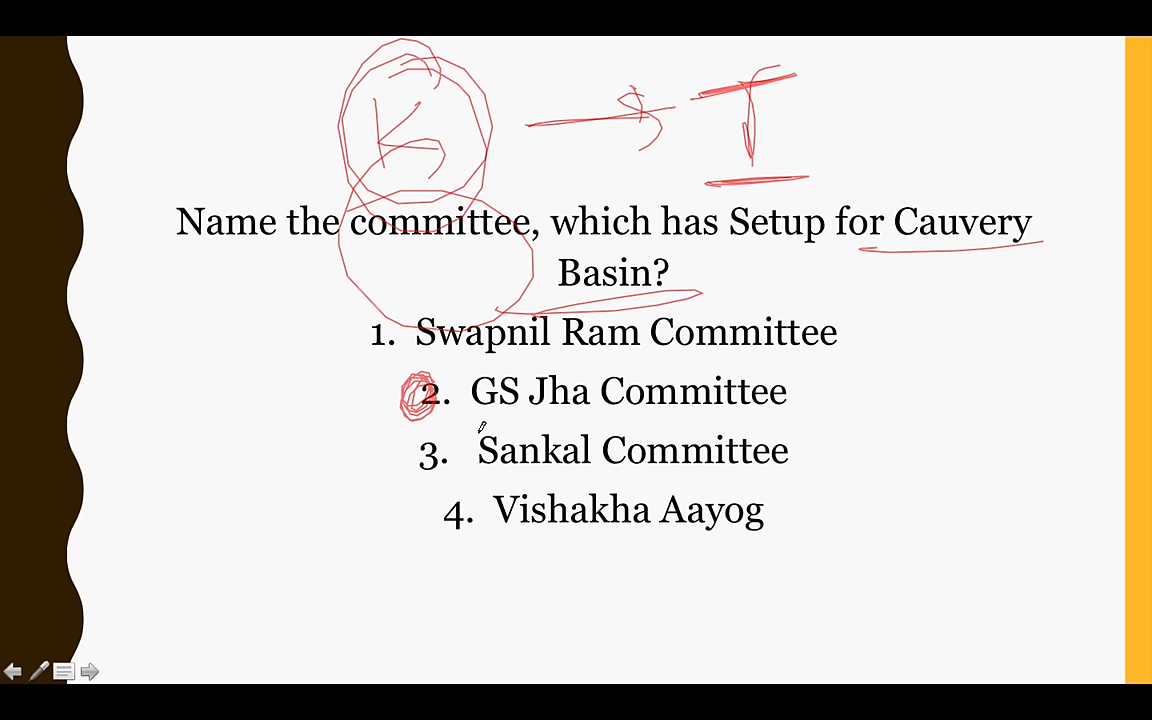 K T
Name the committee, which has Setup for Cauvery
Basin?
1. Swapnil Ram Committee
2. GS Jha Committee
3. Sankal Committee
4. Vishakha Aayog